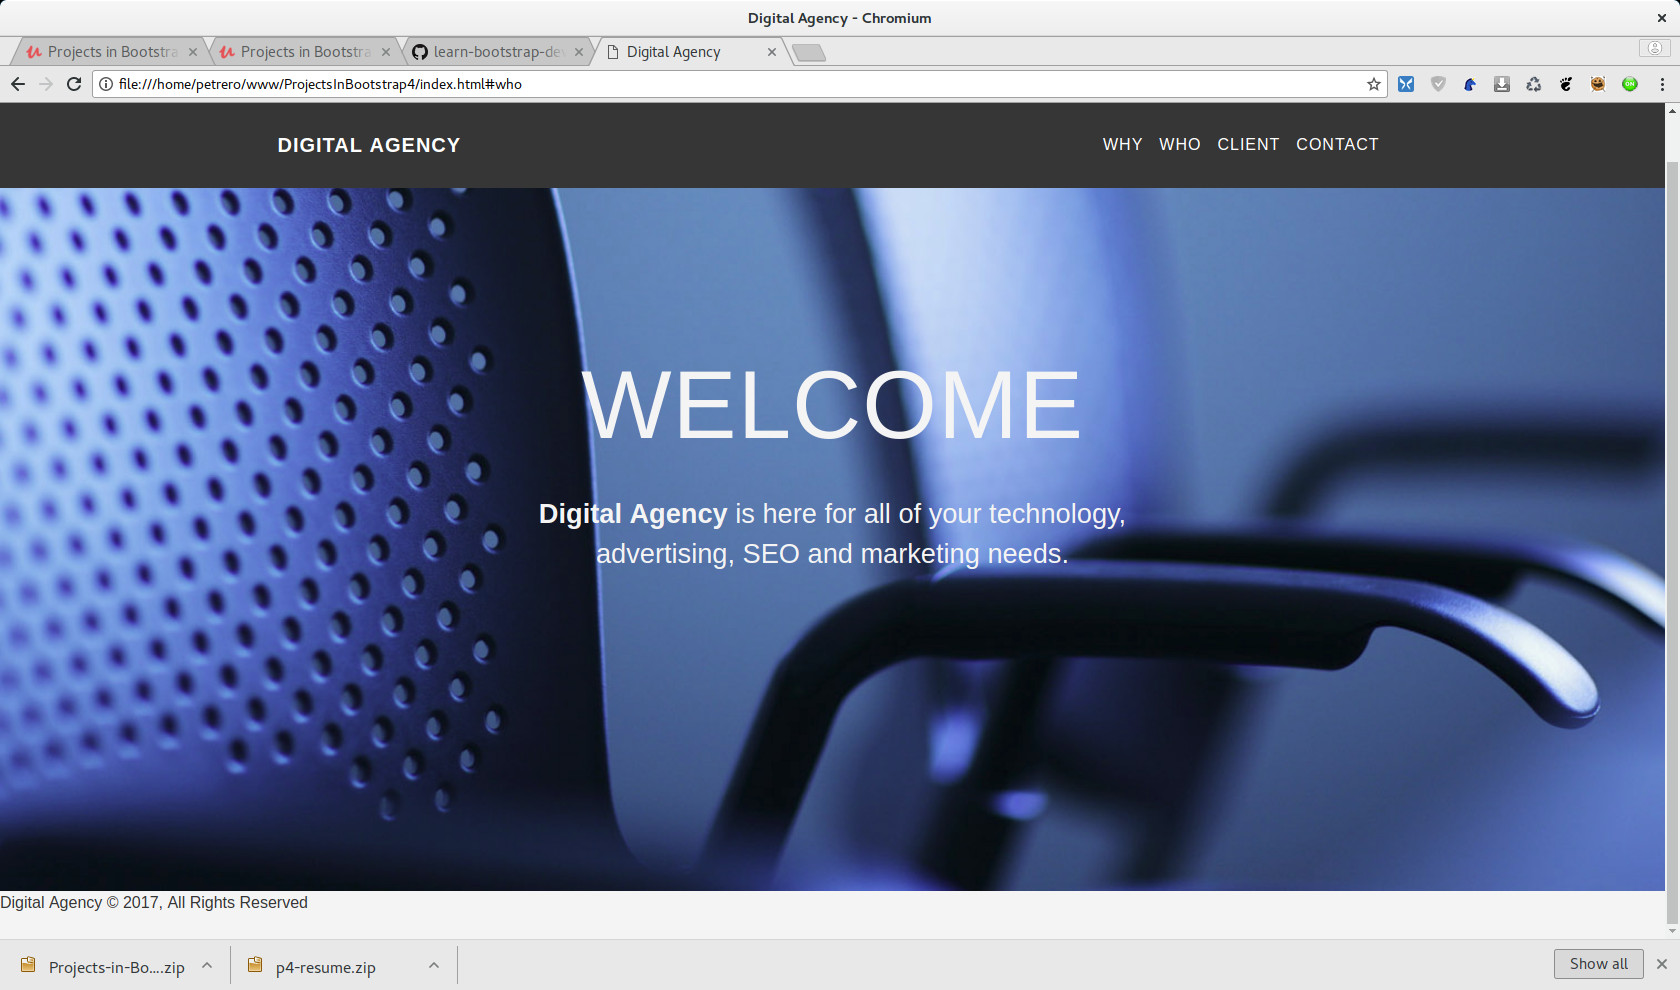 Digital Agency - Chromium
Projects in Bootstra
Projects in Bootstra
learn-bootstrap-de
Digital Agency
file:///home/petrero/www/ProjectsInBootstrap4/index.html#who
DIGITAL AGENCY
WHY WHO CLIENT CONTACT
WELCOME
Digital Agency is here for all of your technology,
advertising, SEO and marketing needs.
Digital Agency © 2017, All Rights Reserved
Projects-in-Bo....zip
p4-resume.zip
Show all